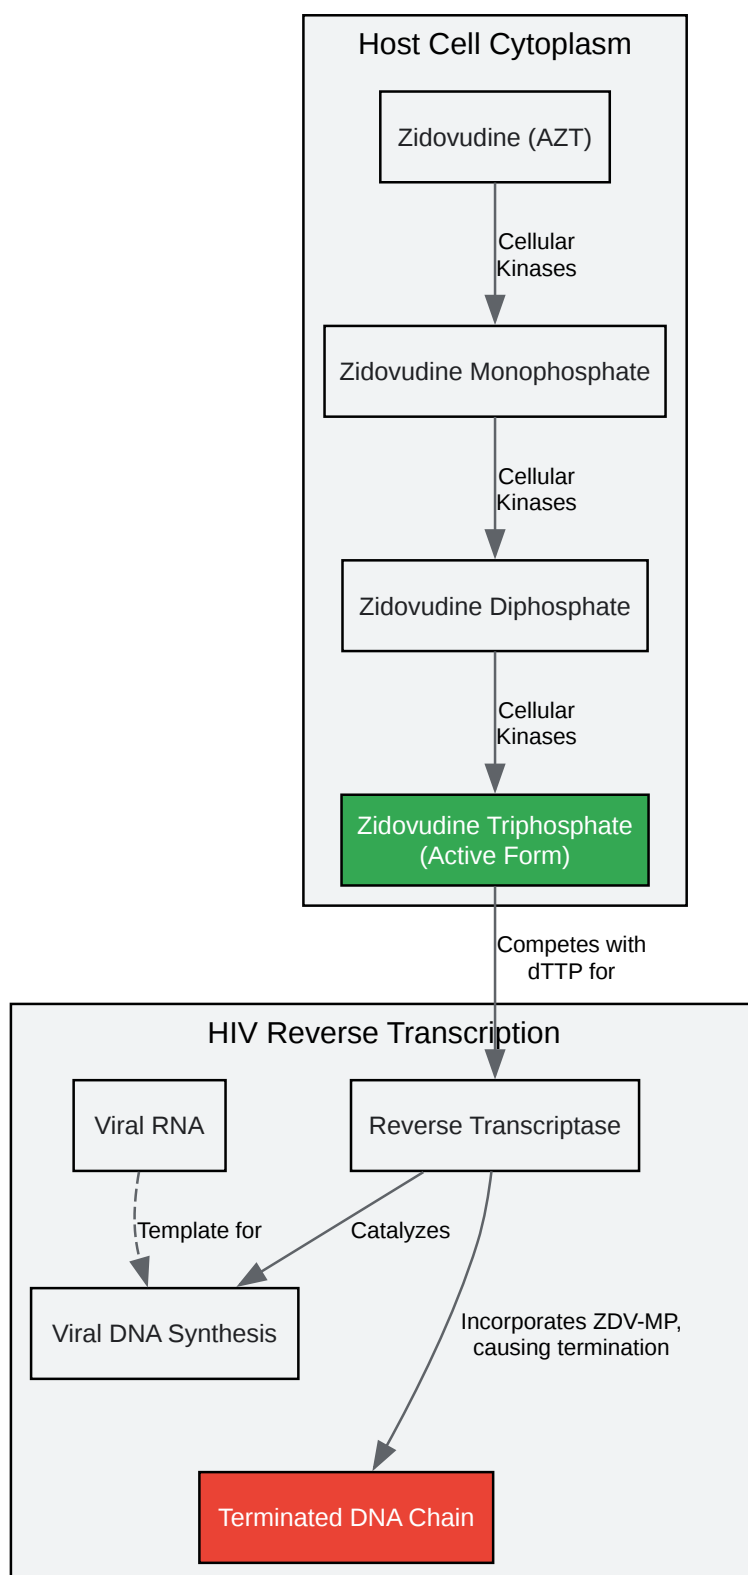 Host Cell Cytoplasm
Zidovudine (AZT)
Cellular
Kinases
Zidovudine Monophosphate
Cellular
Kinases
Zidovudine Diphosphate
Cellular
Kinases
Zidovudine Triphosphate
(Active Form)
Competes with
dTTP for
HIV Reverse Transcription
Viral RNA
Reverse Transcriptase
Template for
Catalyzes
Viral DNA Synthesis
Incorporates ZDV-MP,
causing termination
Terminated DNA Chain